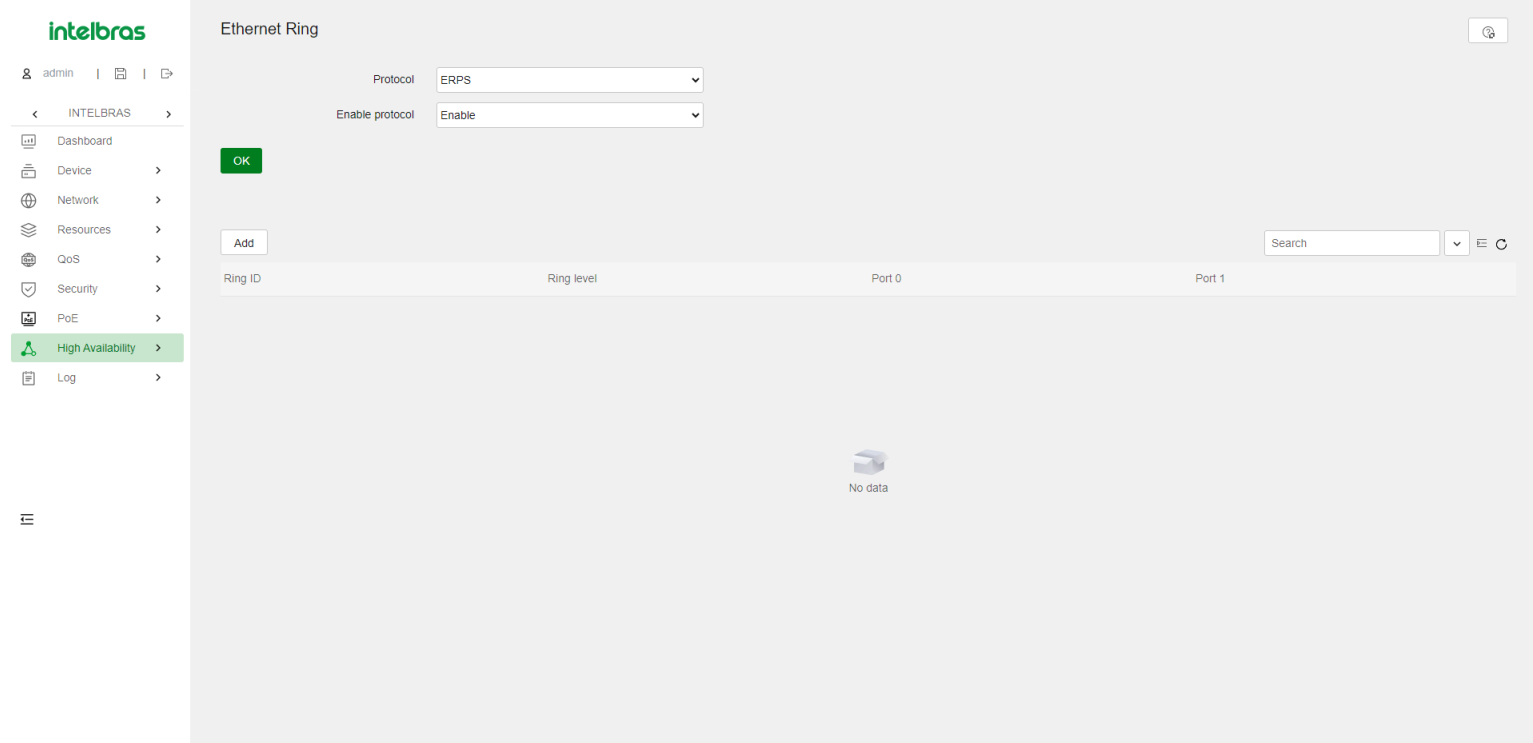 intelbras
admin | |
INTELBRAS
Dashboard
Device
Network
Resources
QoS
Security
PoE
High Availability
Log
Ethernet Ring
Protocol ERPS
Enable protocol Enable
OK
Add Search
Ring ID Ring level Port 0 Port 1
No data